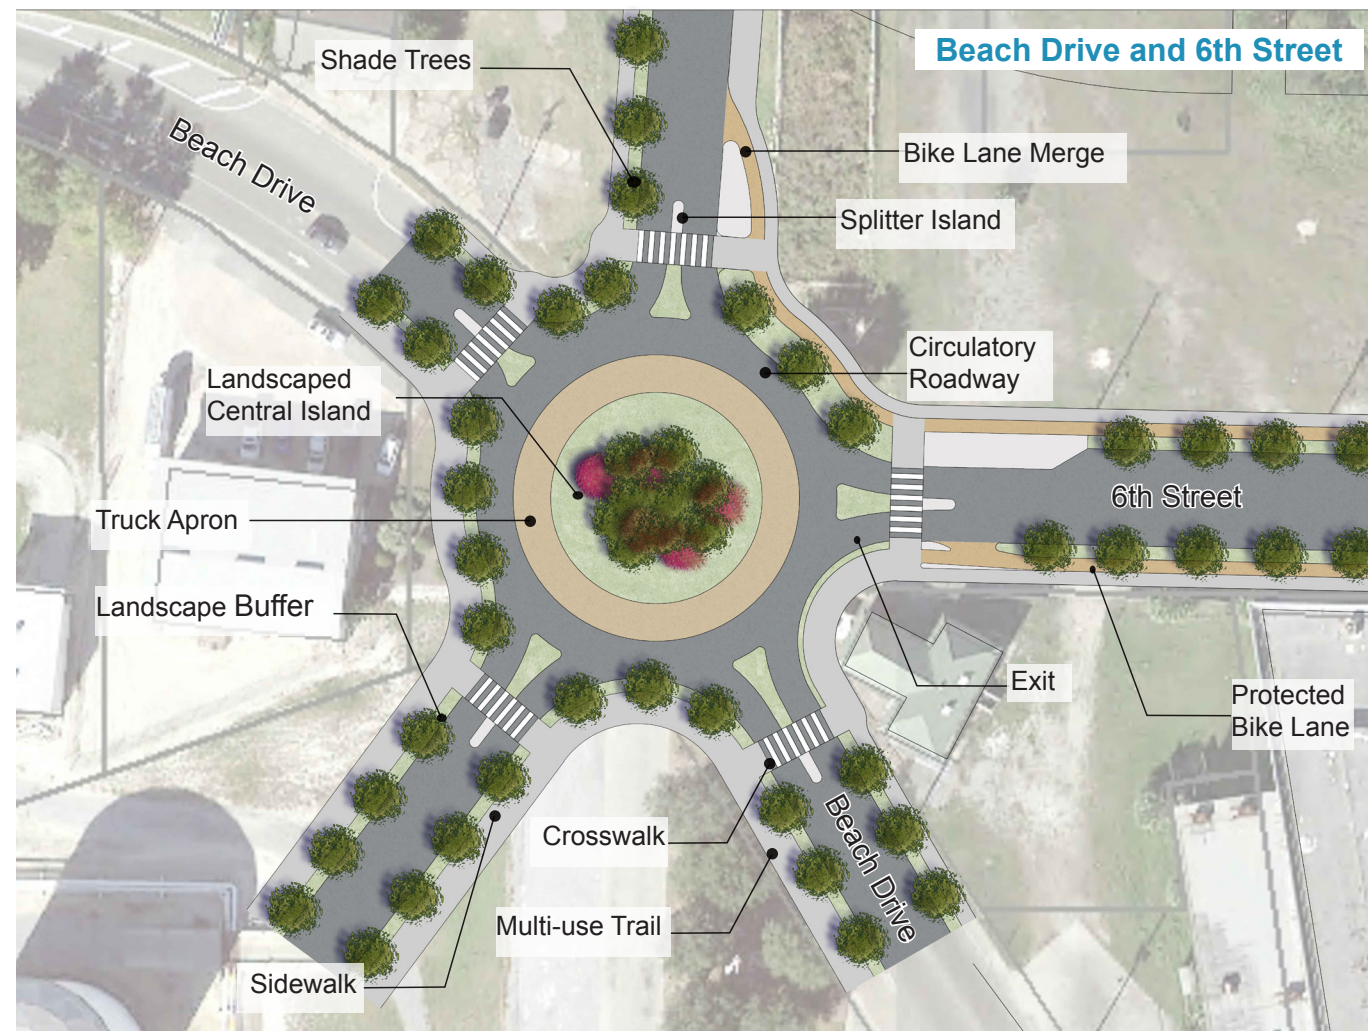 Beach Drive and 6th Street
Shade Trees
Beach Drive
Bike Lane Merge
Splitter Island
Circulatory
Roadway
Landscaped
Central Island
6th Street
Truck Apron
Landscape Buffer
Exit
Protected
Bike Lane
Crosswalk
Beach Drive
Multi-use Trail
Sidewalk